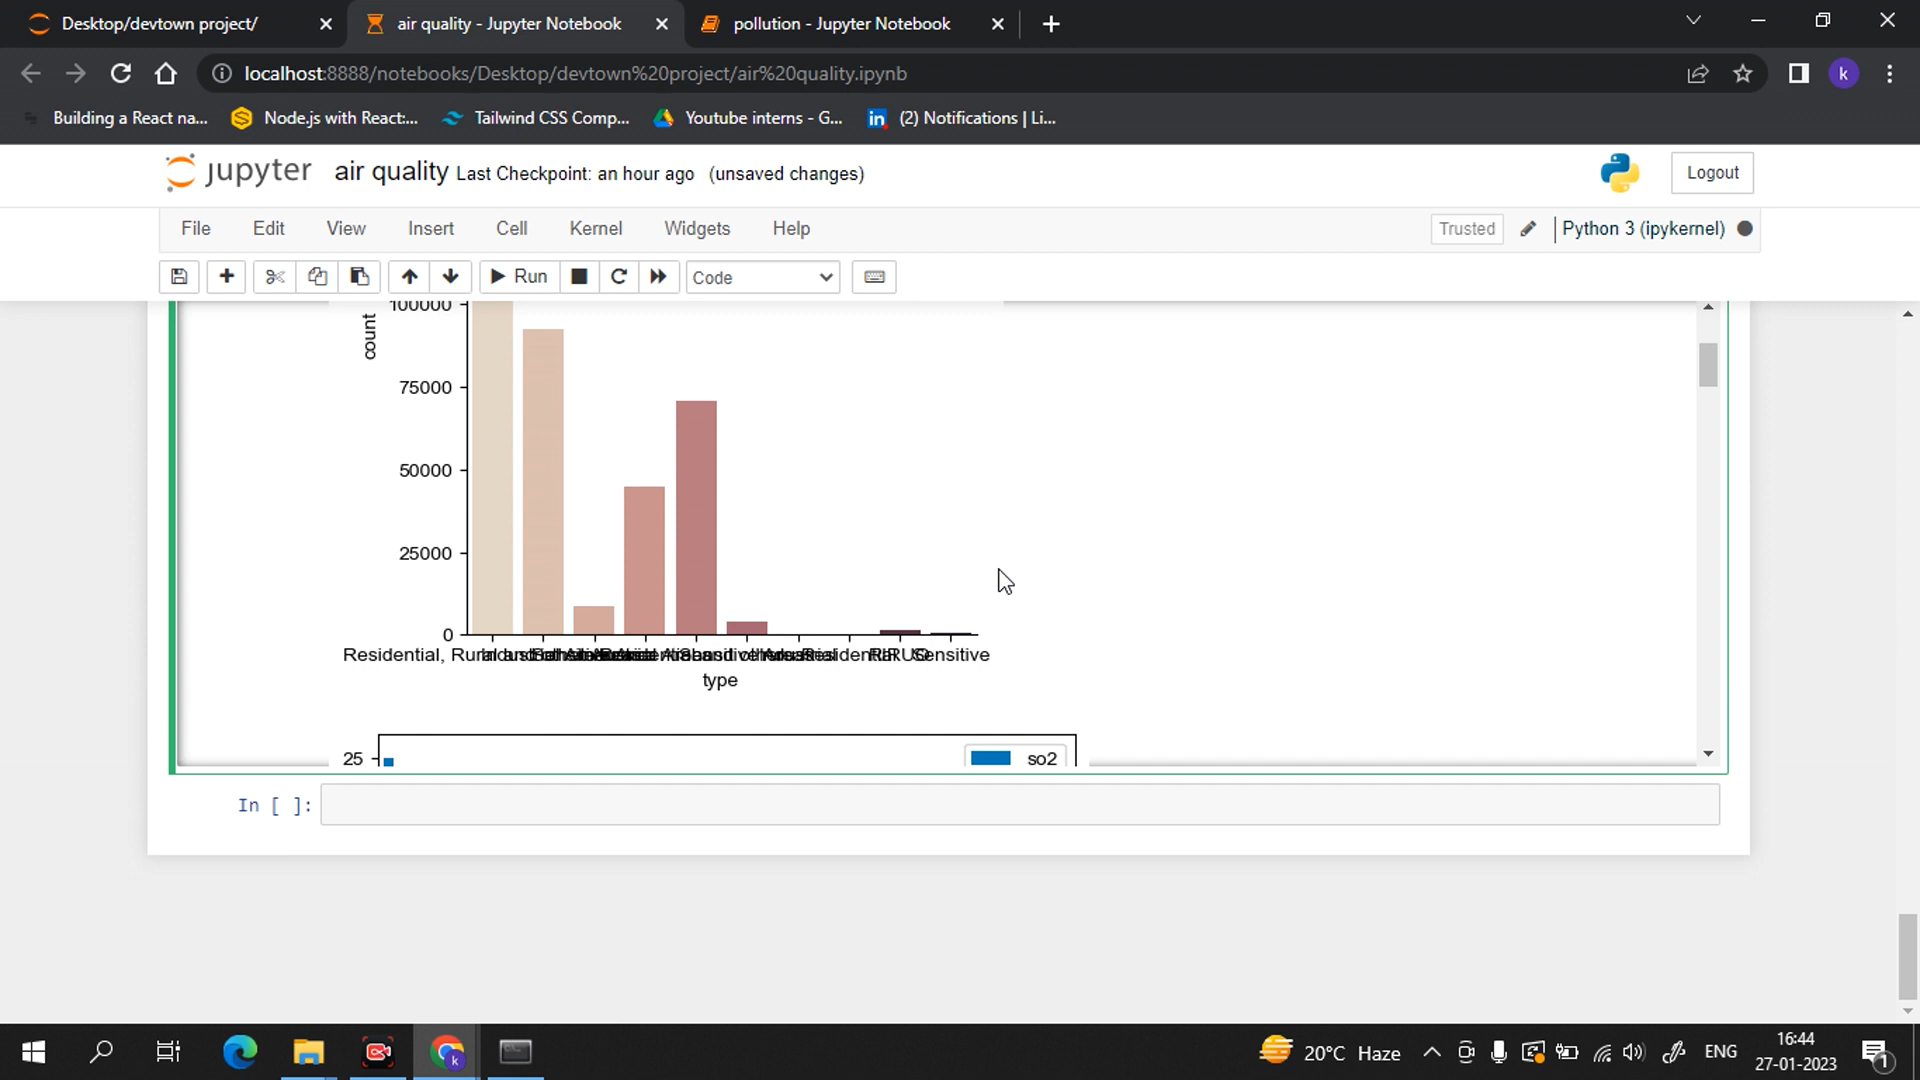 Desktop/devtown project/
air quality - Jupyter Notebook
pollution - Jupyter Notebook
localhost:8888/notebooks/Desktop/devtown%20project/air%20quality.ipynb
k
Building a React na...
Node.js with React:...
Tailwind CSS Comp...
Youtube interns - G...
(2) Notifications | Li...
jupyter
air quality Last Checkpoint: an hour ago (unsaved changes)
Logout
File Edit View Insert Cell Kernel Widgets Help
Trusted
Python 3 (ipykernel)
Run
Code
100000
count
75000
50000
25000
0
Residential, Rural Sensitive
type
25
so2
In [ ]:
20°C Haze
ENG
16:44
27-01-2023
1